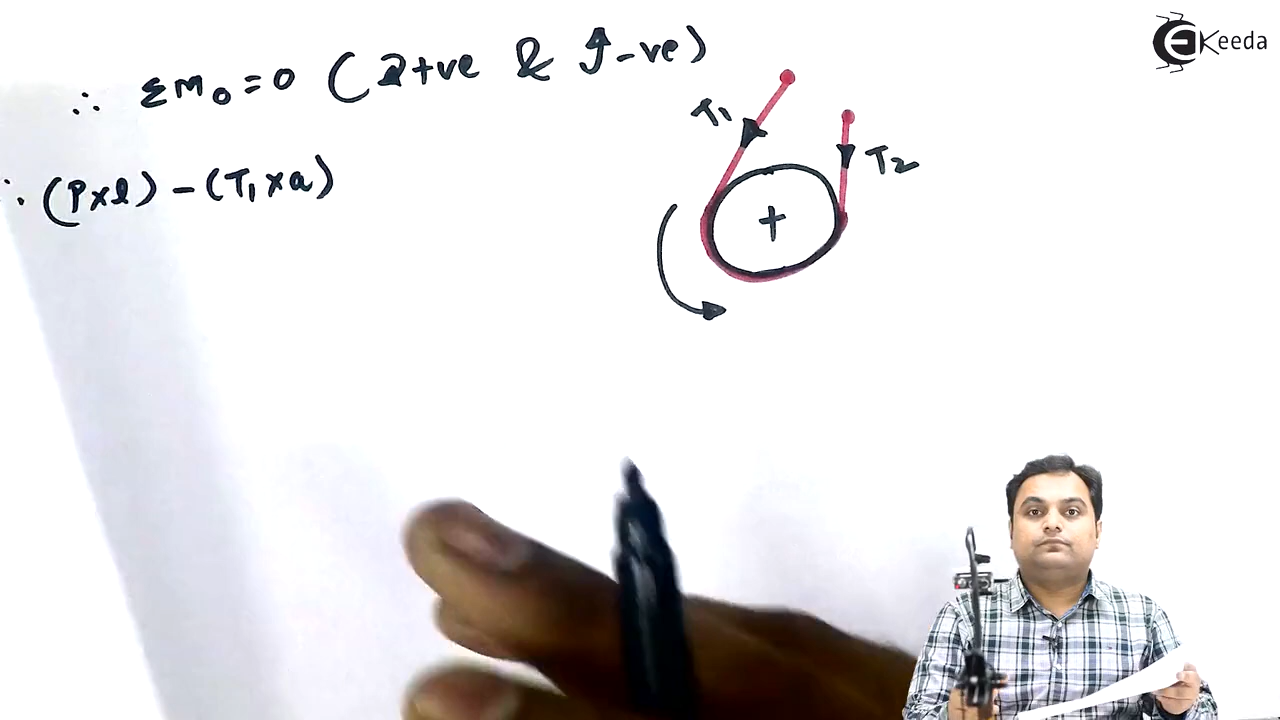 ∴ ΣM₀ = 0 (↻+ve & ↺-ve)
∴ (P×l) - (T₁×a)
T₁
T₂
+
EKeeda